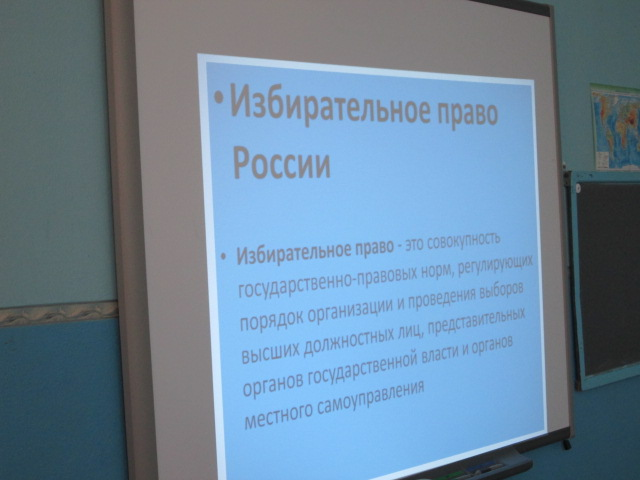 • Избирательное право
России
• Избирательное право - это совокупность
государственно-правовых норм, регулирующих
порядок организации и проведения выборов
высших должностных лиц, представительных
органов государственной власти и органов
местного самоуправления